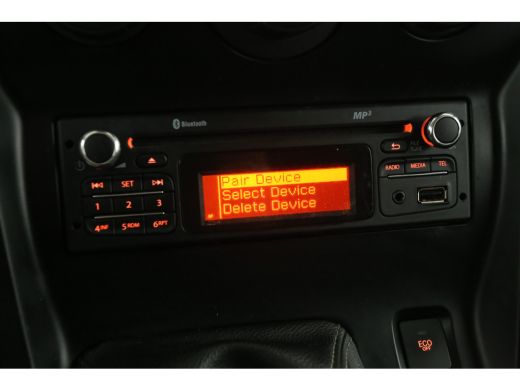 Bluetooth
MP3
RADIO MEDIA TEL
SET
1 2 3
4INF 5RDM 6RPT
Pair Device
Select Device
Delete Device
ECO
OFF